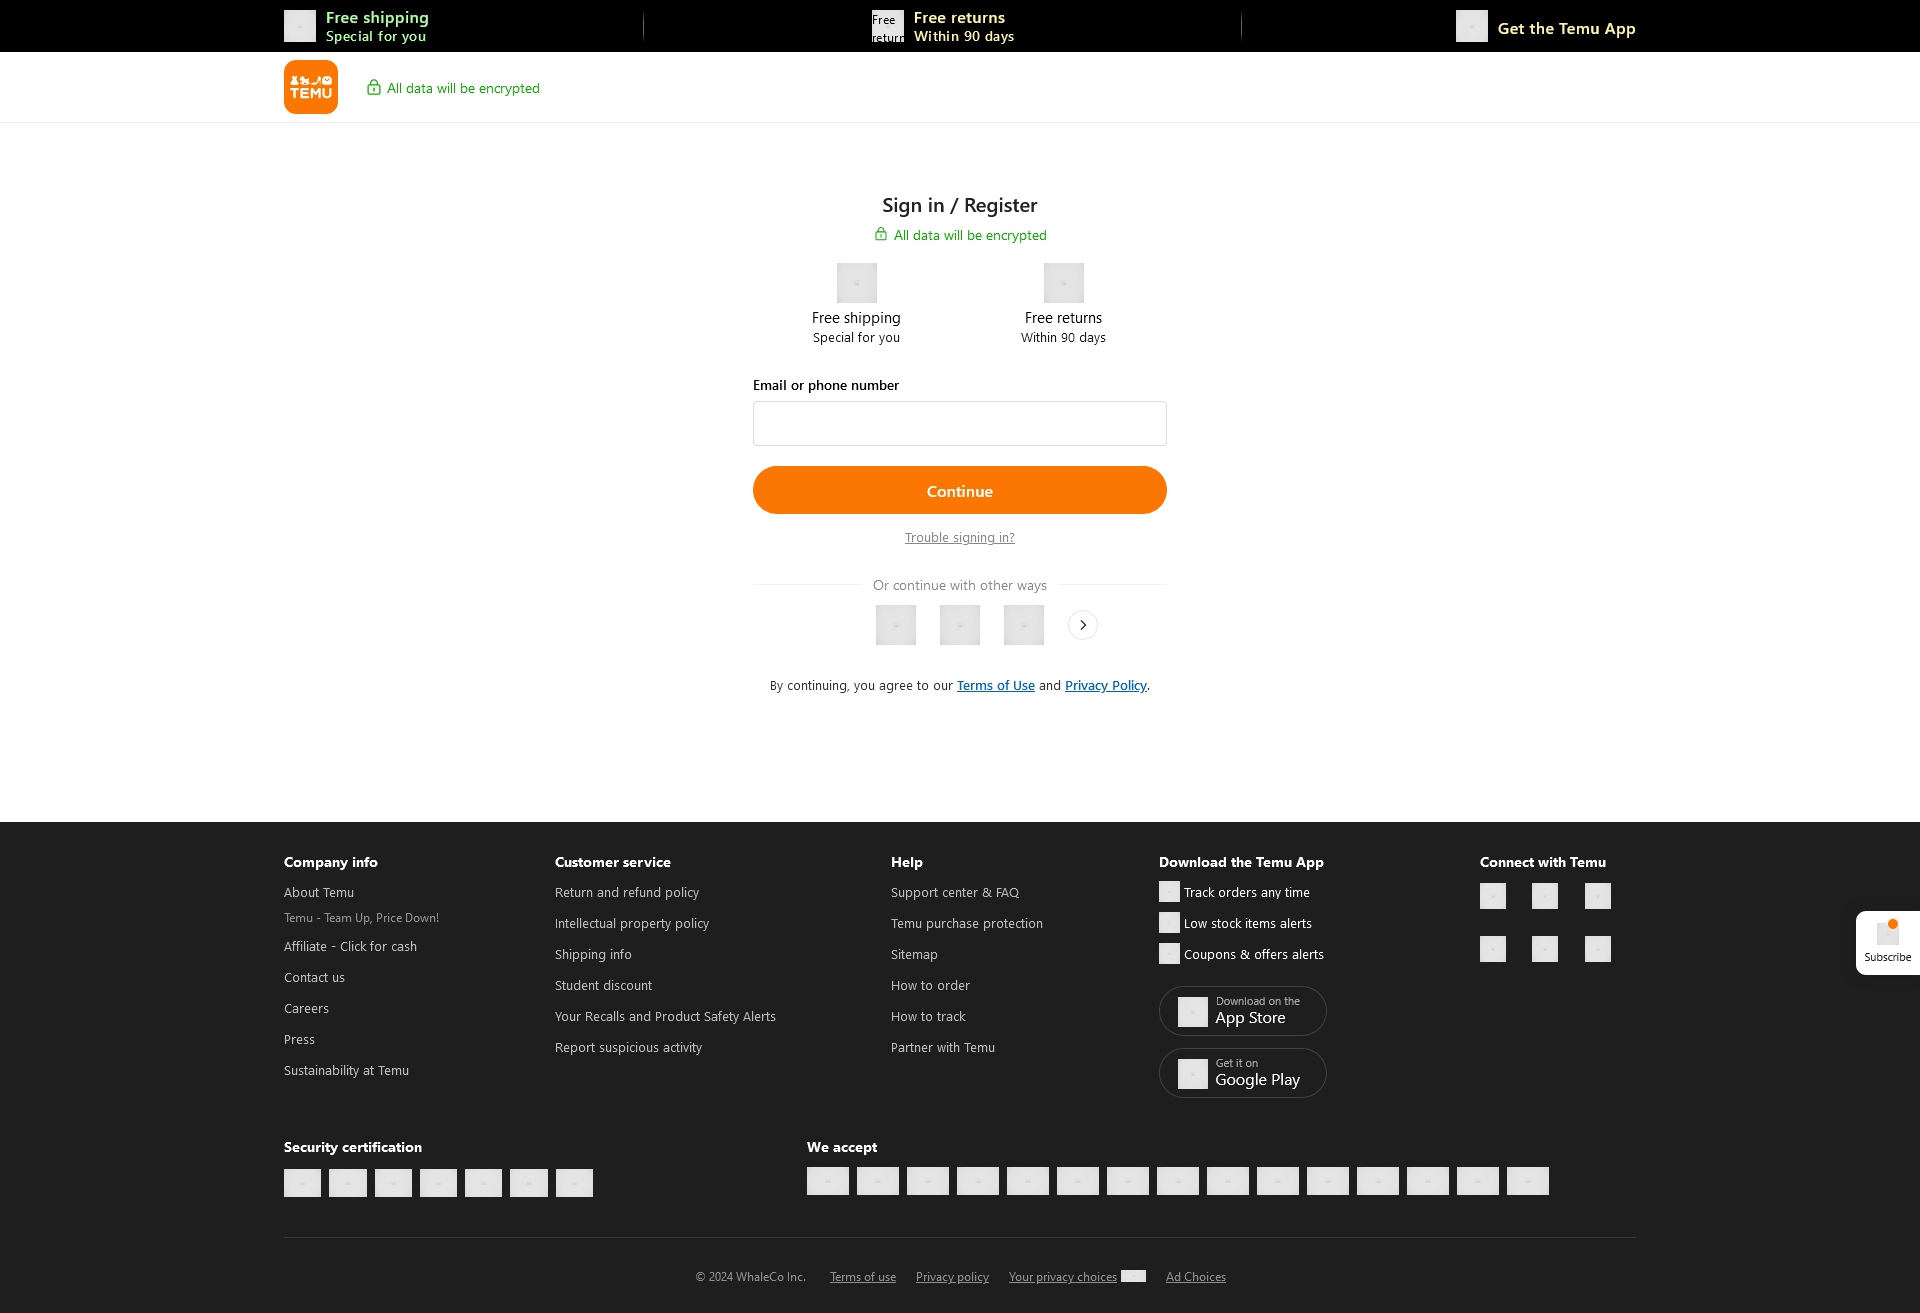 Free shipping
Special for you
Free
return
Free returns
Within 90 days
Get the Temu App
TEMU
All data will be encrypted
Sign in / Register
All data will be encrypted
Free shipping
Special for you
Free returns
Within 90 days
Email or phone number
Continue
Trouble signing in?
Or continue with other ways
By continuing, you agree to our Terms of Use and Privacy Policy.
Company info
About Temu
Temu - Team Up, Price Down!
Affiliate - Click for cash
Contact us
Careers
Press
Sustainability at Temu
Customer service
Return and refund policy
Intellectual property policy
Shipping info
Student discount
Your Recalls and Product Safety Alerts
Report suspicious activity
Help
Support center & FAQ
Temu purchase protection
Sitemap
How to order
How to track
Partner with Temu
Download the Temu App
Track orders any time
Low stock items alerts
Coupons & offers alerts
Download on the
App Store
Get it on
Google Play
Connect with Temu
Subscribe
Security certification
We accept
© 2024 WhaleCo Inc.
Terms of use
Privacy policy
Your privacy choices
Ad Choices